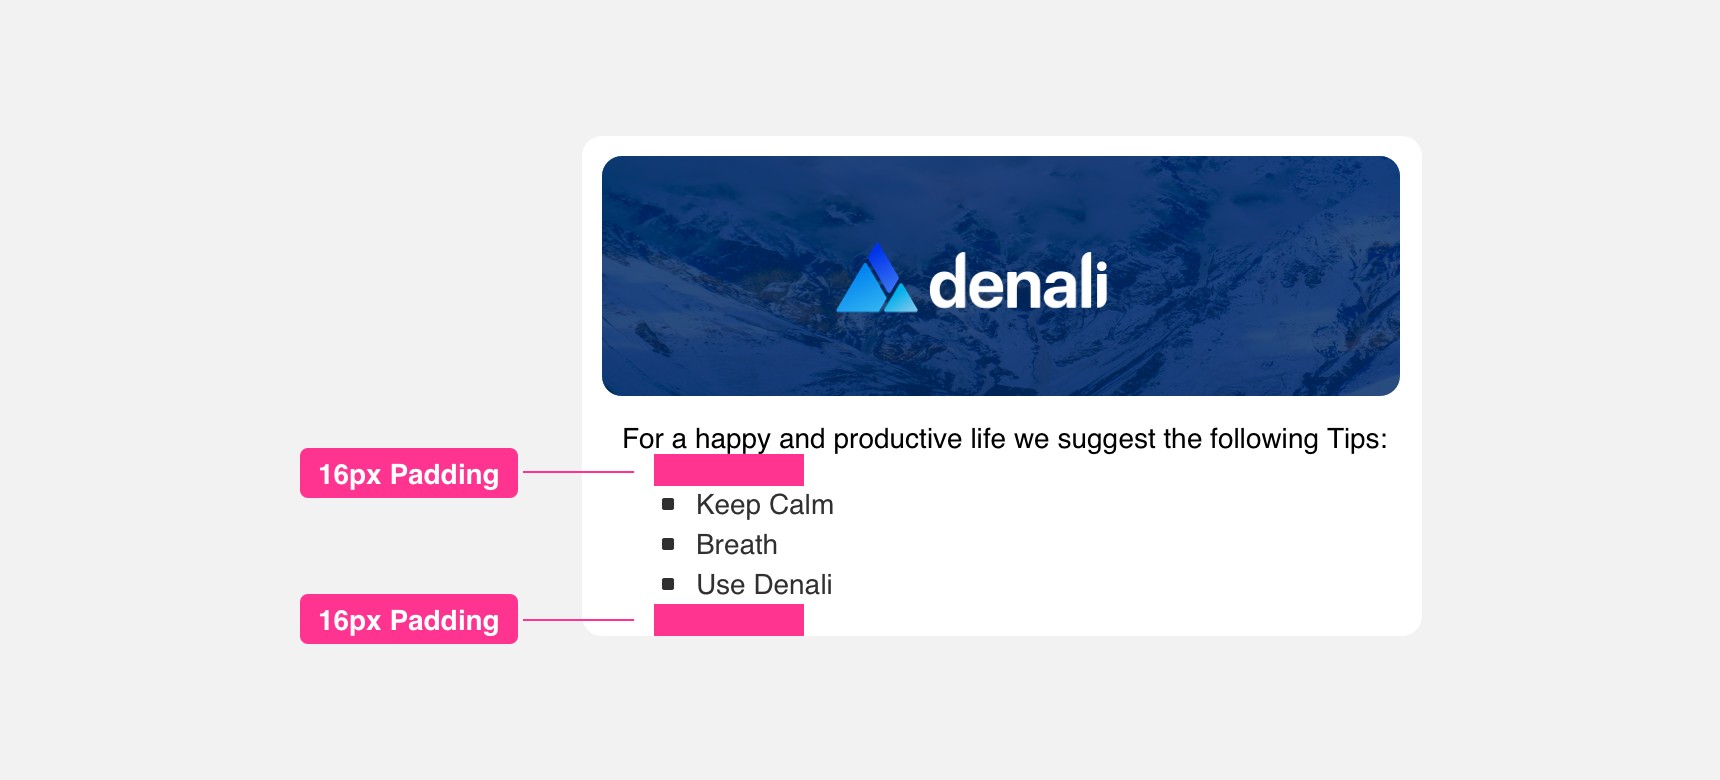 denali
For a happy and productive life we suggest the following Tips:
16px Padding
Keep Calm
Breath
Use Denali
16px Padding